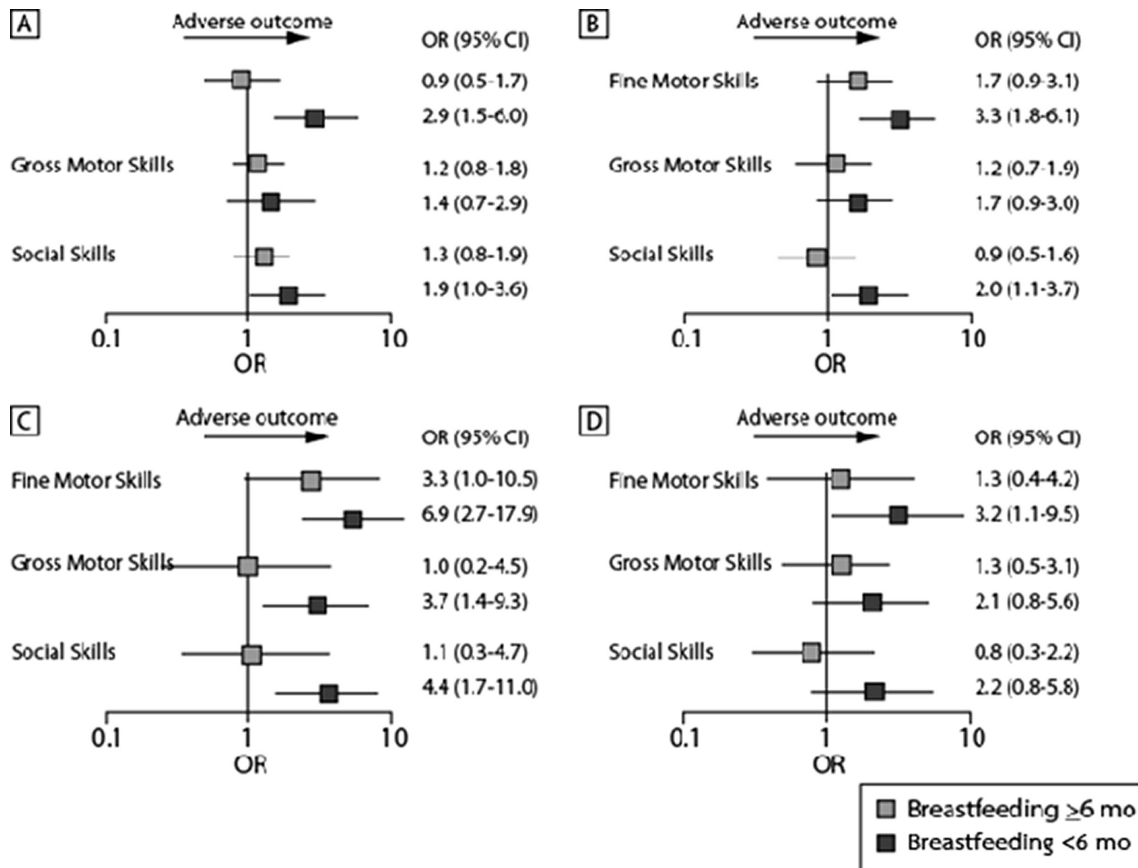 A
Adverse outcome
OR (95% CI)
0.9 (0.5-1.7)
2.9 (1.5-6.0)
Gross Motor Skills
1.2 (0.8-1.8)
1.4 (0.7-2.9)
Social Skills
1.3 (0.8-1.9)
1.9 (1.0-3.6)
0.1 1 10
OR
B
Adverse outcome
OR (95% CI)
Fine Motor Skills
1.7 (0.9-3.1)
3.3 (1.8-6.1)
Gross Motor Skills
1.2 (0.7-1.9)
1.7 (0.9-3.0)
Social Skills
0.9 (0.5-1.6)
2.0 (1.1-3.7)
0.1 1 10
OR
C
Adverse outcome
OR (95% CI)
Fine Motor Skills
3.3 (1.0-10.5)
6.9 (2.7-17.9)
Gross Motor Skills
1.0 (0.2-4.5)
3.7 (1.4-9.3)
Social Skills
1.1 (0.3-4.7)
4.4 (1.7-11.0)
0.1 1 10
OR
D
Adverse outcome
OR (95% CI)
Fine Motor Skills
1.3 (0.4-4.2)
3.2 (1.1-9.5)
Gross Motor Skills
1.3 (0.5-3.1)
2.1 (0.8-5.6)
Social Skills
0.8 (0.3-2.2)
2.2 (0.8-5.8)
0.1 1 10
OR
Breastfeeding ≥6 mo
Breastfeeding <6 mo